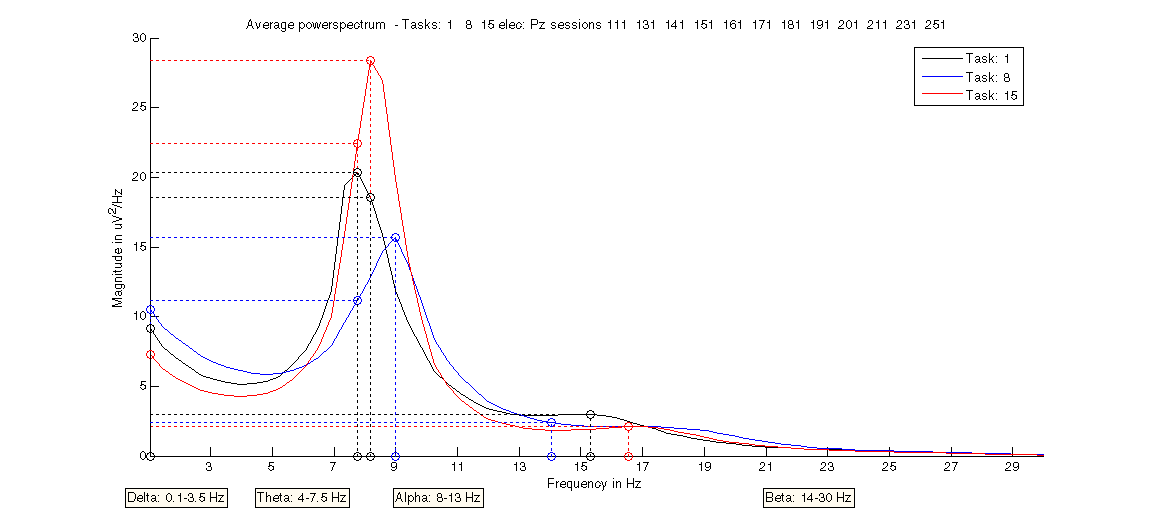 Average powerspectrum - Tasks: 1 8 15 elec: Pz sessions 111 131 141 151 161 171 181 191 201 211 231 251
Task: 1
Task: 8
Task: 15
30
25
20
15
10
5
0
Magnitude in uV^2/Hz
3 5 7 9 11 13 15 17 19 21 23 25 27 29
Frequency in Hz
Delta: 0.1-3.5 Hz
Theta: 4-7.5 Hz
Alpha: 8-13 Hz
Beta: 14-30 Hz